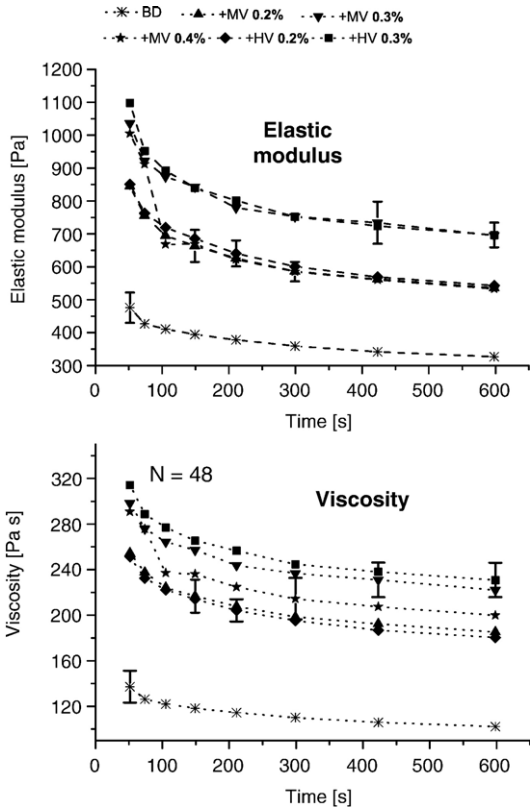 BD +MV 0.2% +MV 0.3%
+MV 0.4% +HV 0.2% +HV 0.3%
1200
1100
1000
900
800
700
600
500
400
300
Elastic modulus [Pa]
Elastic
modulus
0 100 200 300 400 500 600
Time [s]
320
280
240
200
160
120
Viscosity [Pa s]
N = 48
Viscosity
0 100 200 300 400 500 600
Time [s]